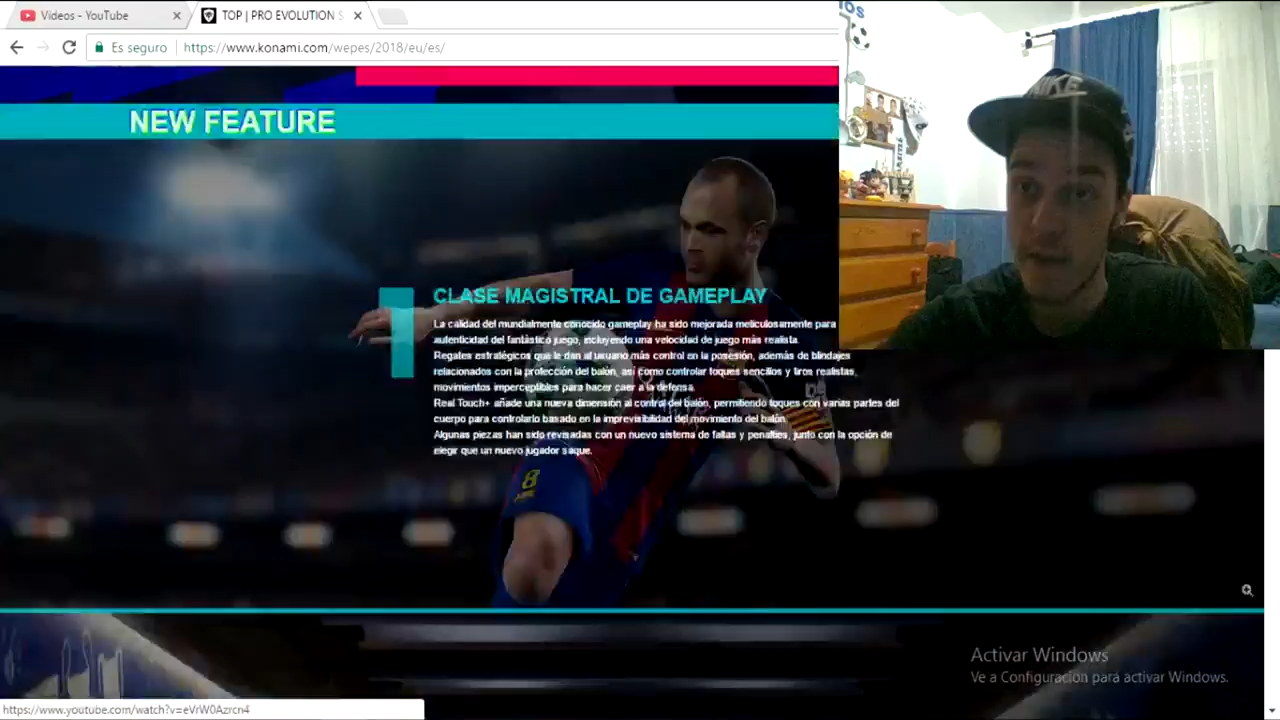 Videos - YouTube
TOP | PRO EVOLUTION S
Es seguro
https://www.konami.com/wepes/2018/eu/es/
NIKE
NEW FEATURE
CLASE MAGISTRAL DE GAMEPLAY
La calidad del mundialmente conocido gameplay ha sido mejorada meticulosamente para
autenticidad del fantástico juego, incluyendo una velocidad de juego más realista.
Regates estratégicos que le dan al usuario más control en la posesión, además de blindajes
relacionados con la protección del balón, así como controlar toques sencillos y tiros realistas,
movimientos imperceptibles para hacer caer a la defensa.
Real Touch+ añade una nueva dimensión al control del balón, permitiendo toques con varias partes del
cuerpo para controlarlo basado en la imprevisibilidad del movimiento del balón.
Algunas piezas han sido revisadas con un nuevo sistema de faltas y penalties, junto con la opción de
elegir que un nuevo jugador saque.
8
Activar Windows
Ve a Configuración para activar Windows.
https://www.youtube.com/watch?v=eVrW0Azrcn4